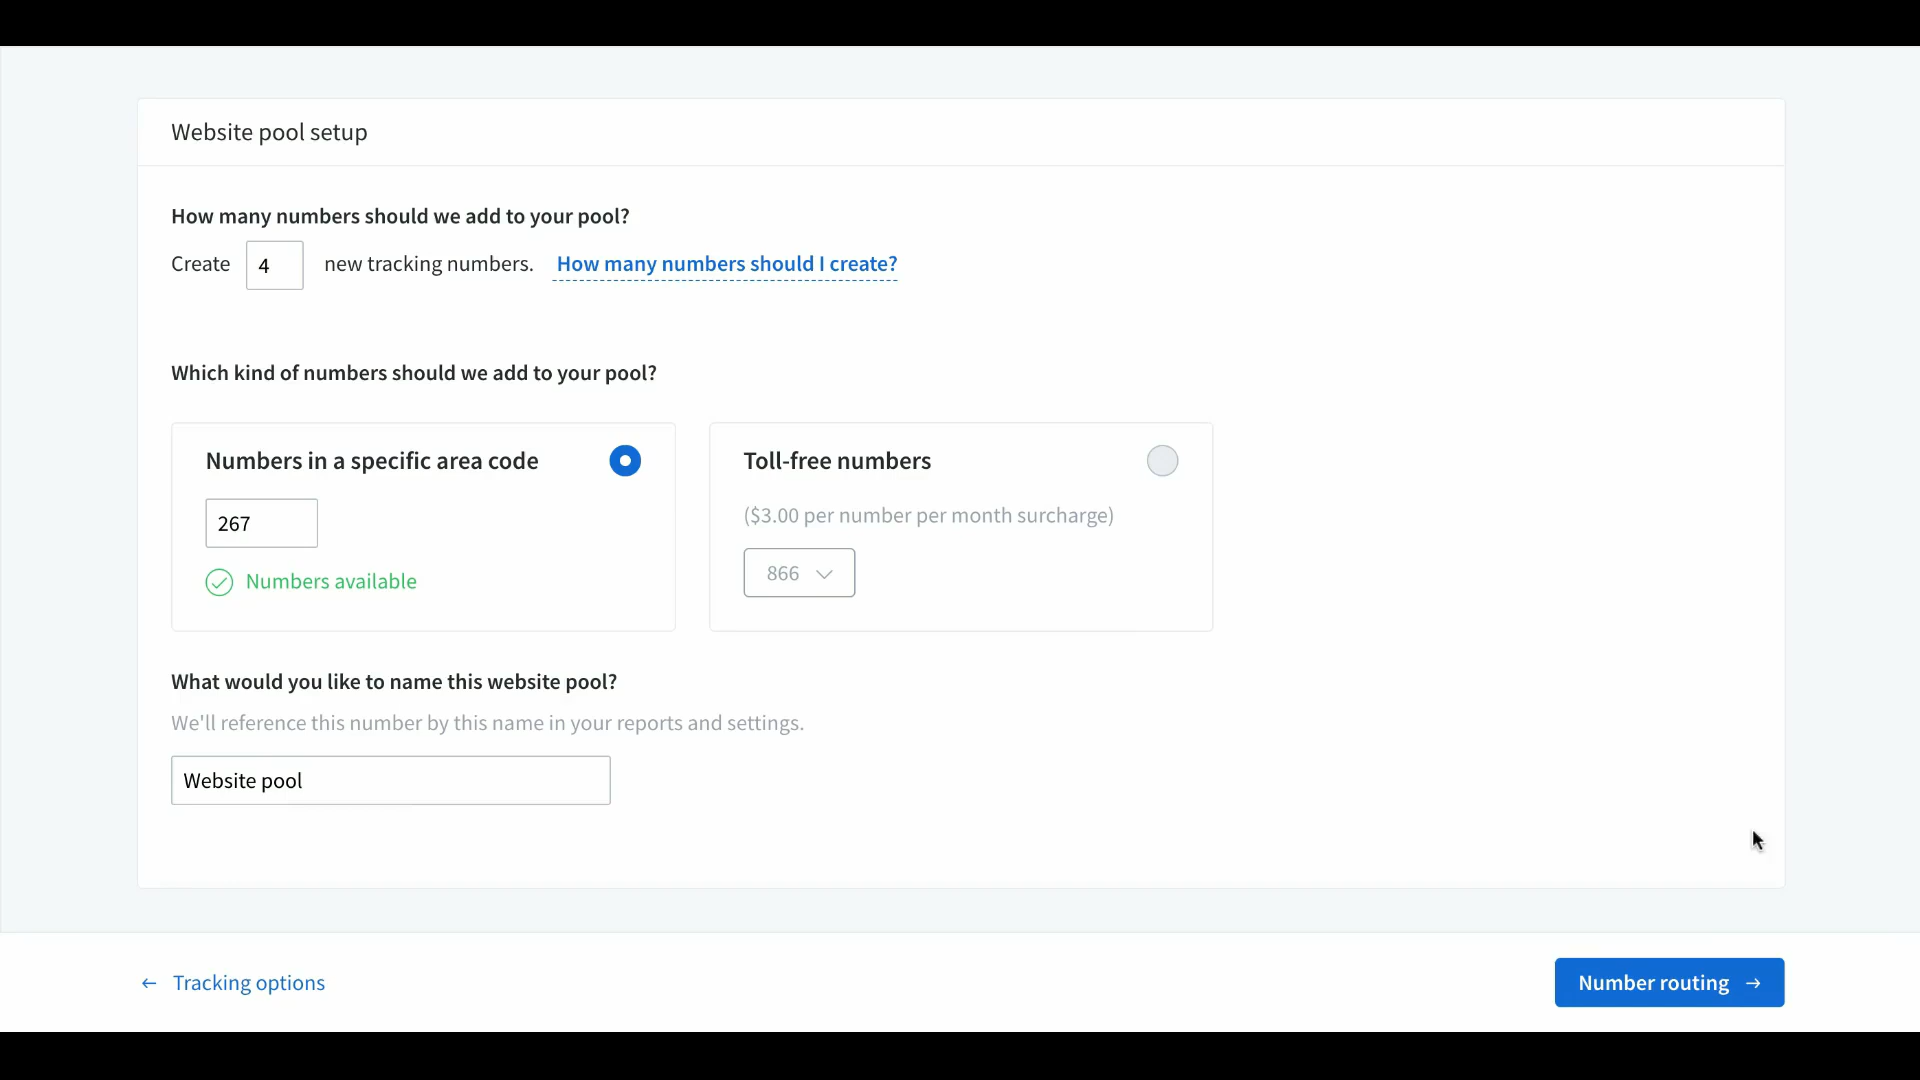 Website pool setup
How many numbers should we add to your pool?
Create 4 new tracking numbers. How many numbers should I create?
Which kind of numbers should we add to your pool?
Numbers in a specific area code
267
Numbers available
Toll-free numbers
($3.00 per number per month surcharge)
866
What would you like to name this website pool?
We'll reference this number by this name in your reports and settings.
Website pool
← Tracking options
Number routing →